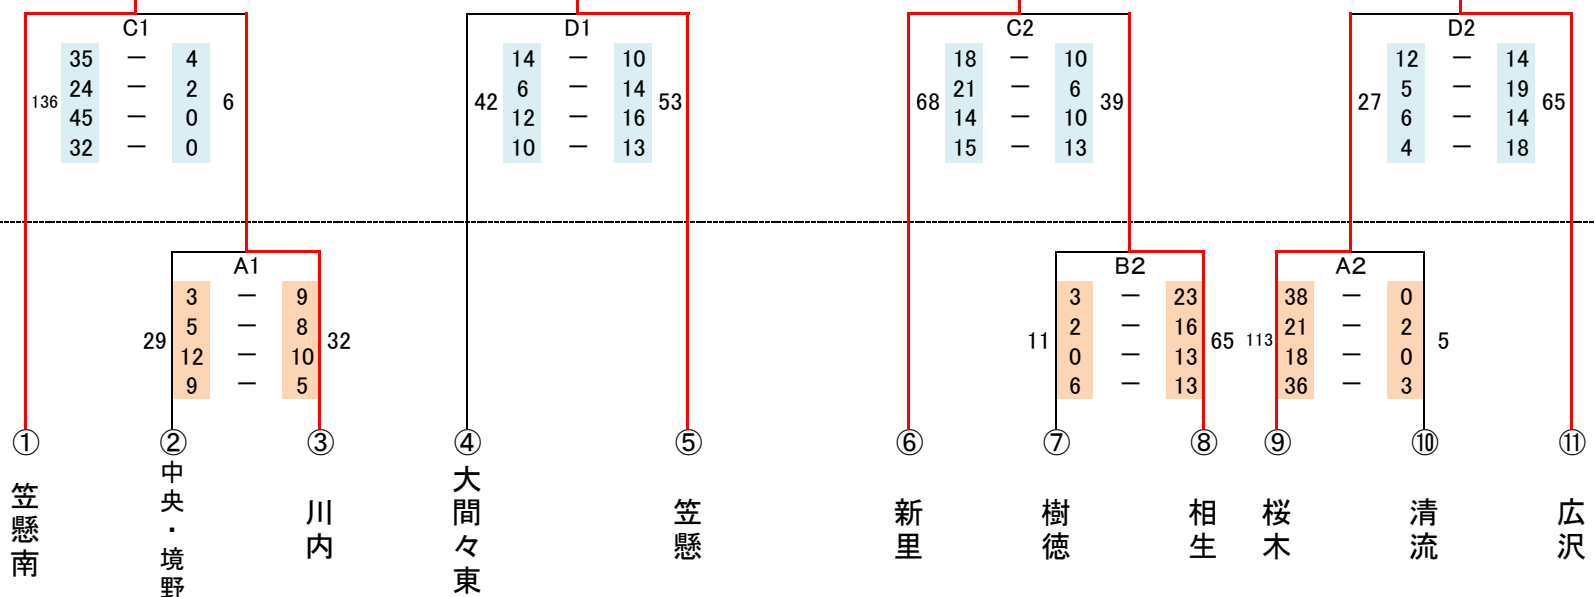 C1 D1 C2 D2
35 － 4 14 － 10 18 － 10 12 － 14
24 － 2 6 － 14 21 － 6 5 － 19
136 6 42 53 68 39 27 65
45 － 0 12 － 16 14 － 10 6 － 14
32 － 0 10 － 13 15 － 13 4 － 18
A1 B2 A2
3 － 9 3 － 23 38 － 0
5 － 8 2 － 16 21 － 2
29 32 11 65 113 5
12 － 10 0 － 13 18 － 0
9 － 5 6 － 13 36 － 3
① ② ③ ④ ⑤ ⑥ ⑦ ⑧ ⑨ ⑩ ⑪
笠懸南
中央・境野
川内
大間々東
笠懸
新里
樹徳
相生
桜木
清流
広沢